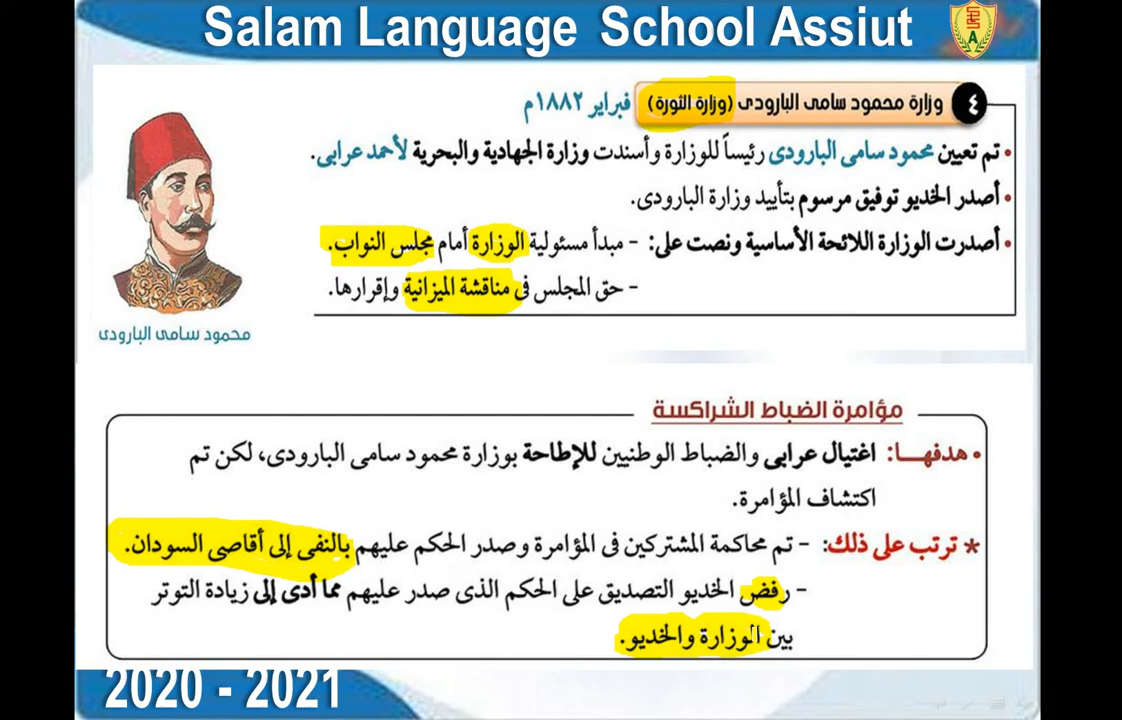 Salam Language School Assiut
٤ وزارة محمود سامى البارودى (وزارة الثورة) فبراير ١٨٨٢م
• تم تعيين محمود سامى البارودى رئيساً للوزارة وأسندت وزارة الجهادية والبحرية لأحمد عرابى.
• أصدر الخديو توفيق مرسوم بتأييد وزارة البارودى.
• أصدرت الوزارة اللائحة الأساسية ونصت على: - مبدأ مسئولية الوزارة أمام مجلس النواب.
- حق المجلس فى مناقشة الميزانية وإقرارها.
محمود سامى البارودى
مؤامرة الضباط الشراكسة
• هدفهـــا: اغتيال عرابى والضباط الوطنيين للإطاحة بوزارة محمود سامى البارودى، لكن تم
اكتشاف المؤامرة.
* ترتب على ذلك: - تم محاكمة المشتركين فى المؤامرة وصدر الحكم عليهم بالنفى إلى أقاصى السودان.
- رفض الخديو التصديق على الحكم الذى صدر عليهم مما أدى إلى زيادة التوتر
بين الوزارة والخديو.
2020 - 2021